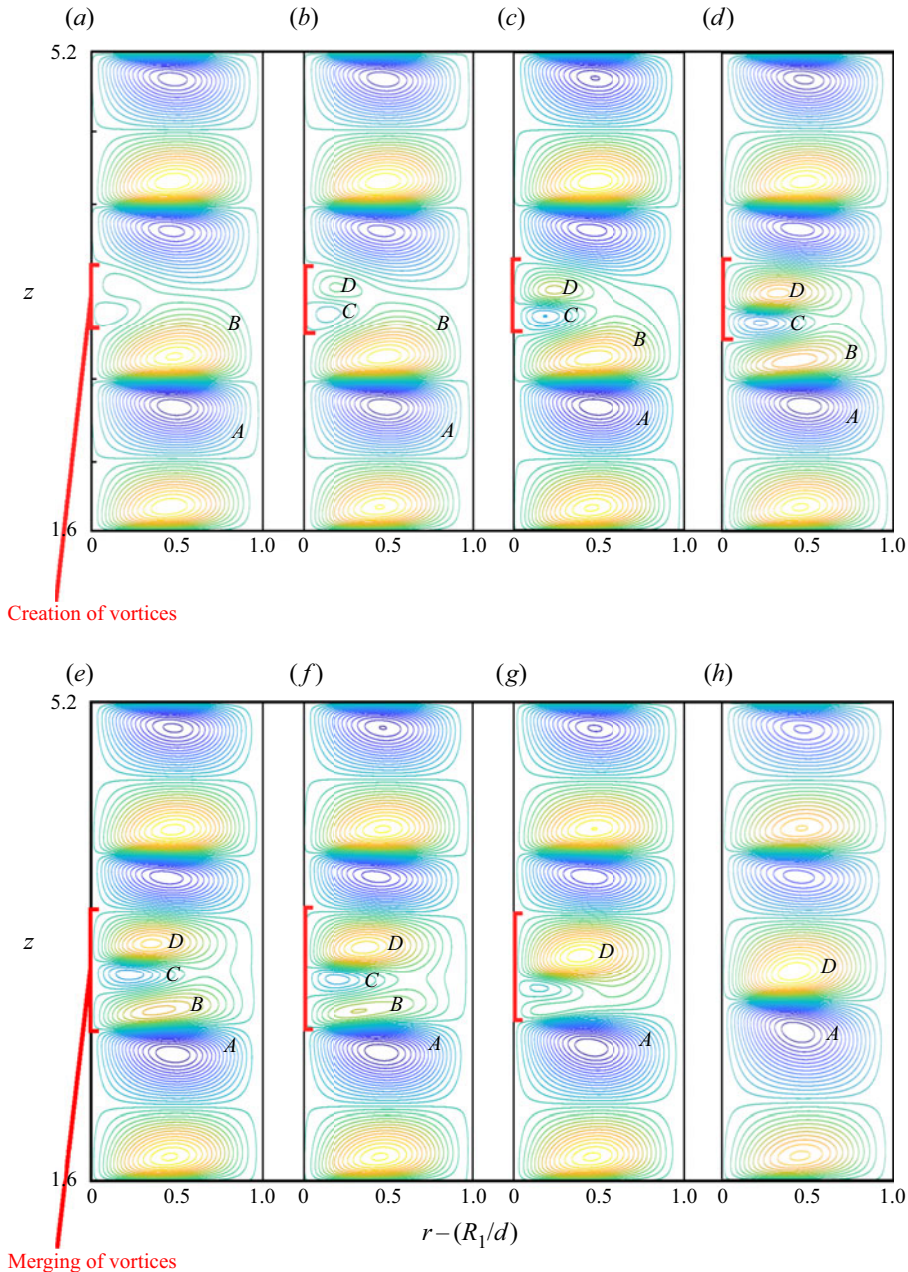 (a) (b) (c) (d)
5.2
D D D
z
C C C
B B B B
A A A A
1.6
0 0.5 1.0 0 0.5 1.0 0 0.5 1.0 0 0.5 1.0
Creation of vortices
(e) (f) (g) (h)
5.2
z
D D D D
C C
B B
A A A A
1.6
0 0.5 1.0 0 0.5 1.0 0 0.5 1.0 0 0.5 1.0
r – (R1/d)
Merging of vortices